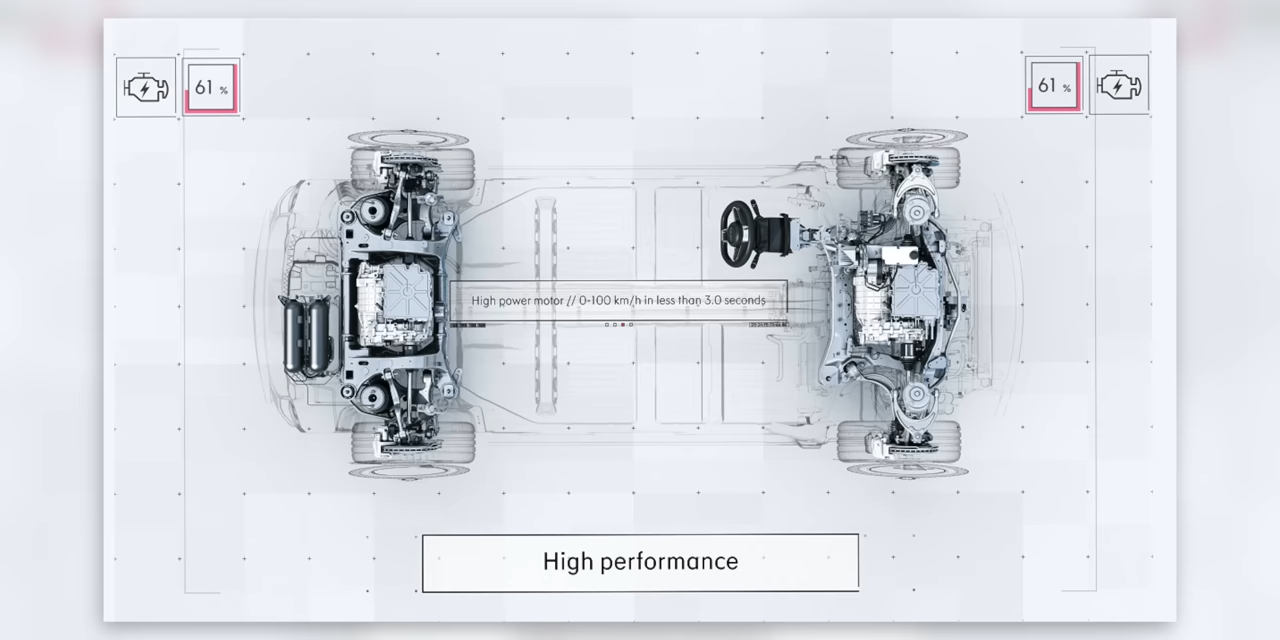 61 %
61 %
High power motor // 0-100 km/h in less than 3.0 seconds
High performance